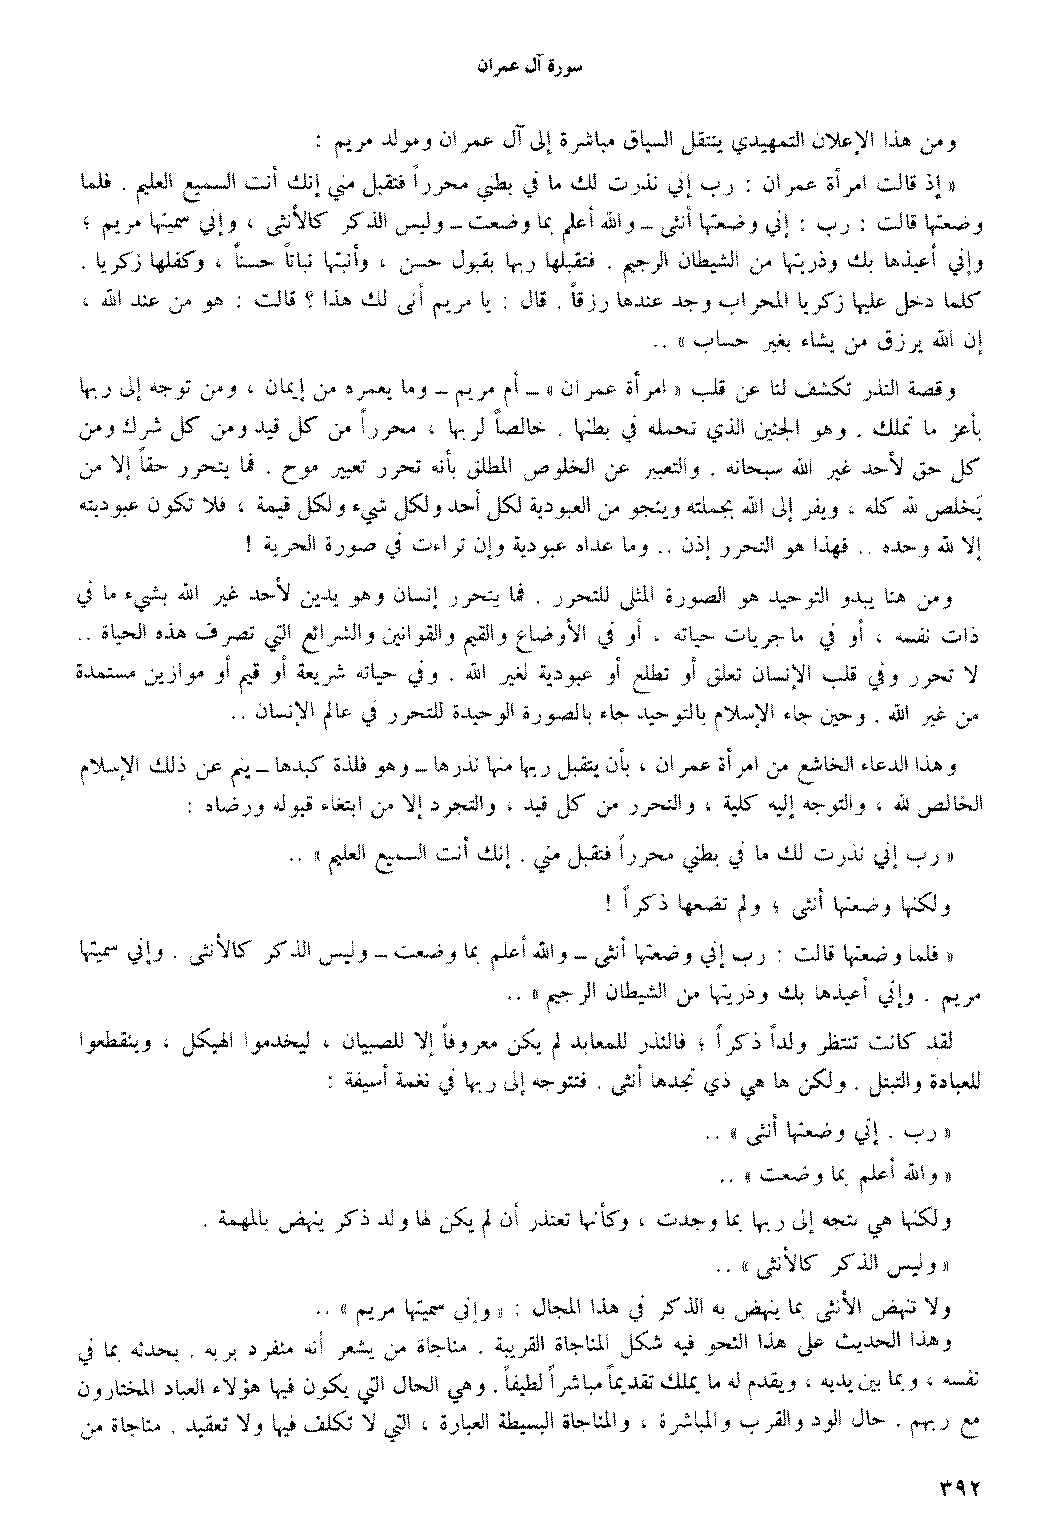 سورة آل عمران
ومن هذا الإعلان التمهيدي ينتقل السياق مباشرة إلى آل عمران ومولد مريم :
« إذ قالت امرأة عمران : رب إني نذرت لك ما في بطني محرراً فتقبل مني إنك أنت السميع العليم . فلما
وضعتها قالت : رب : إني وضعتها أنثى ــ والله أعلم بما وضعت ــ وليس الذكر كالأنثى ، وإني سميتها مريم ؛
وإني أعيذها بك وذريتها من الشيطان الرجيم . فتقبلها ربها بقبول حسن ، وأنبتها نباتاً حسناً ، وكفلها زكريا .
كلما دخل عليها زكريا المحراب وجد عندها رزقاً . قال : يا مريم أنى لك هذا ؟ قالت : هو من عند الله ،
إن الله يرزق من يشاء بغير حساب » ..
وقصة النذر تكشف لنا عن قلب « امرأة عمران » ــ أم مريم ــ وما يعمره من إيمان ، ومن توجه إلى ربها
بأعز ما تملك . وهو الجنين الذي تحمله في بطنها . خالصاً لربها ، محرراً من كل قيد ومن كل شرك ومن
كل حق لأحد غير الله سبحانه . والتعبير عن الخلوص المطلق بأنه تحرر تعبير موح . فما يتحرر حقاً إلا من
يَخلص لله كله ، ويفر إلى الله بجملته وينجو من العبودية لكل أحد ولكل شيء ولكل قيمة ، فلا تكون عبوديته
إلا لله وحده .. فهذا هو التحرر إذن .. وما عداه عبودية وإن تراءت في صورة الحرية !
ومن هنا يبدو التوحيد هو الصورة المثلى للتحرر . فما يتحرر إنسان وهو يدين لأحد غير الله بشيء ما في
ذات نفسه ، أو في ماجريات حياته ، أو في الأوضاع والقيم والقوانين والشرائع التي تصرف هذه الحياة ..
لا تحرر وفي قلب الإنسان تعلق أو تطلع أو عبودية لغير الله . وفي حياته شريعة أو قيم أو موازين مستمدة
من غير الله . وحين جاء الإسلام بالتوحيد جاء بالصورة الوحيدة للتحرر في عالم الإنسان ..
وهذا الدعاء الخاشع من امرأة عمران ، بأن يتقبل ربها منها نذرها ــ وهو فلذة كبدها ــ ينم عن ذلك الإسلام
الخالص لله ، والتوجه إليه كلية ، والتحرر من كل قيد ، والتجرد إلا من ابتغاء قبوله ورضاه :
« رب إني نذرت لك ما في بطني محرراً فتقبل مني . إنك أنت السميع العليم » ..
ولكنها وضعتها أنثى ؛ ولم تضعها ذكراً !
« فلما وضعتها قالت : رب إني وضعتها أنثى ــ والله أعلم بما وضعت ــ وليس الذكر كالأنثى . وإني سميتها
مريم . وإني أعيذها بك وذريتها من الشيطان الرجيم » ..
لقد كانت تنتظر ولداً ذكراً ؛ فالنذر للمعابد لم يكن معروفاً إلا للصبيان ، ليخدموا الهيكل ، وينقطعوا
للعبادة والتبتل . ولكن ها هي ذي تجدها أنثى . فتتوجه إلى ربها في نغمة أسيفة :
« رب . إني وضعتها أنثى » ..
« والله أعلم بما وضعت » ..
ولكنها هي تتجه إلى ربها بما وجدت ، وكأنها تعتذر أن لم يكن لها ولد ذكر ينهض بالمهمة .
« وليس الذكر كالأنثى » ..
ولا تنهض الأنثى بما ينهض به الذكر في هذا المجال : « وإني سميتها مريم » ..
وهذا الحديث على هذا النحو فيه شكل المناجاة القريبة . مناجاة من يشعر أنه منفرد بربه . يحدثه بما في
نفسه ، وبما بين يديه ، ويقدم له ما يملك تقديماً مباشراً لطيفاً . وهي الحال التي يكون فيها هؤلاء العباد المختارون
مع ربهم . حال الود والقرب والمباشرة ، والمناجاة البسيطة العبارة ، التي لا تكلف فيها ولا تعقيد . مناجاة من
٣٩٢